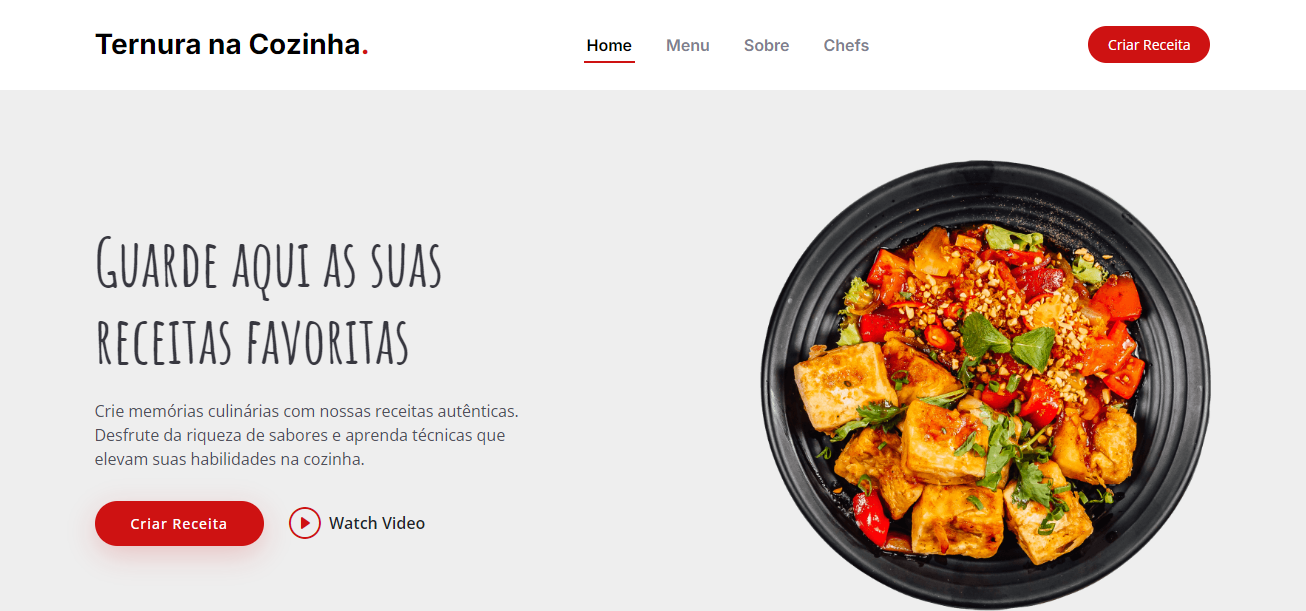 Ternura na Cozinha.
Home Menu Sobre Chefs
Criar Receita
Guarde aqui as suas
receitas favoritas
Crie memórias culinárias com nossas receitas autênticas.
Desfrute da riqueza de sabores e aprenda técnicas que
elevam suas habilidades na cozinha.
Criar Receita
Watch Video